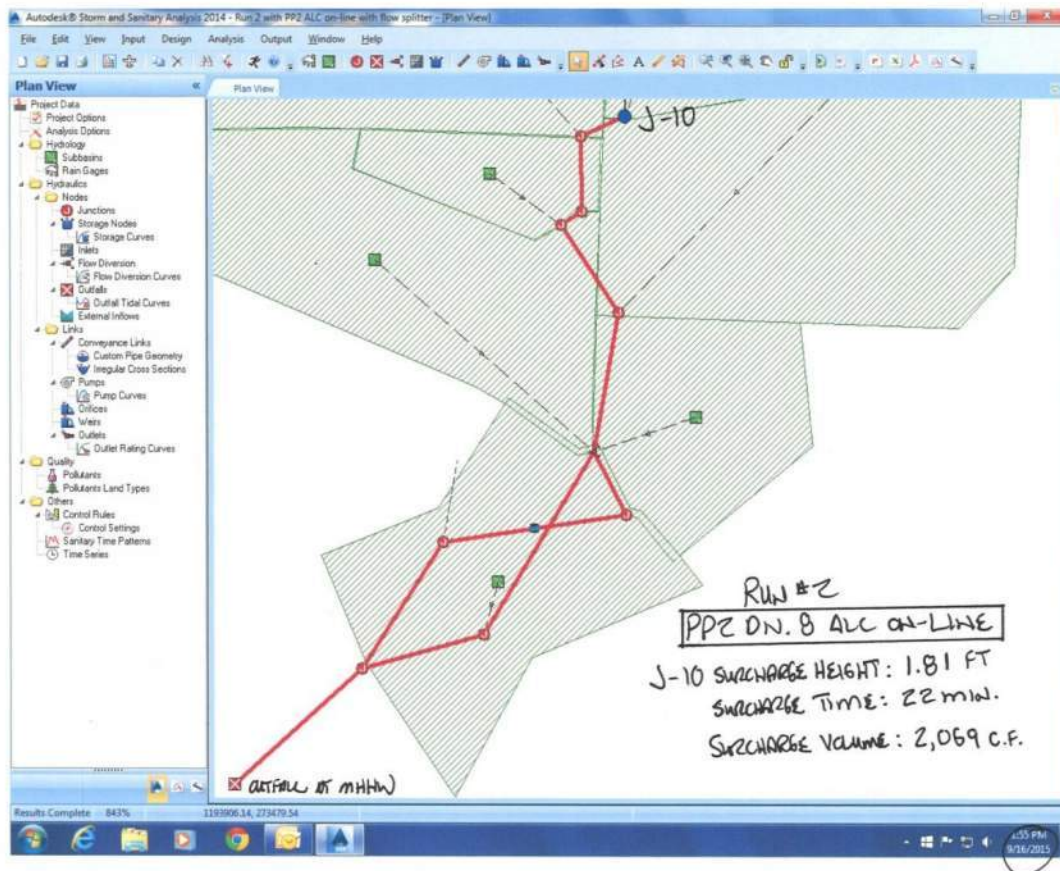 Autodesk® Storm and Sanitary Analysis 2014 - Run 2 with PP2 ALC on-line with flow splitter - [Plan View]
File Edit View Input Design Analysis Output Window Help
Plan View
Plan View
Project Data
Project Options
Analysis Options
Hydrology
Subbasins
Rain Gages
Hydraulics
Nodes
Junctions
Storage Nodes
Storage Curves
Inlets
Flow Diversion
Flow Diversion Curves
Outfalls
Outfall Tidal Curves
External Inflows
Links
Conveyance Links
Custom Pipe Geometry
Irregular Cross Sections
Pumps
Pump Curves
Orifices
Weirs
Outlets
Outlet Rating Curves
Quality
Pollutants
Pollutants Land Types
Others
Control Rules
Control Settings
Sanitary Time Patterns
Time Series
J-10
RUN #2
PP2 DN. 8 ALC ON-LINE
J-10 SURCHARGE HEIGHT: 1.81 FT
SURCHARGE TIME: 22 MIN.
SURCHARGE VOLUME: 2,069 C.F.
OUTFALL @ MHHW
Results Complete 843% 1193906.14, 273479.54
1:55 PM
9/16/2015